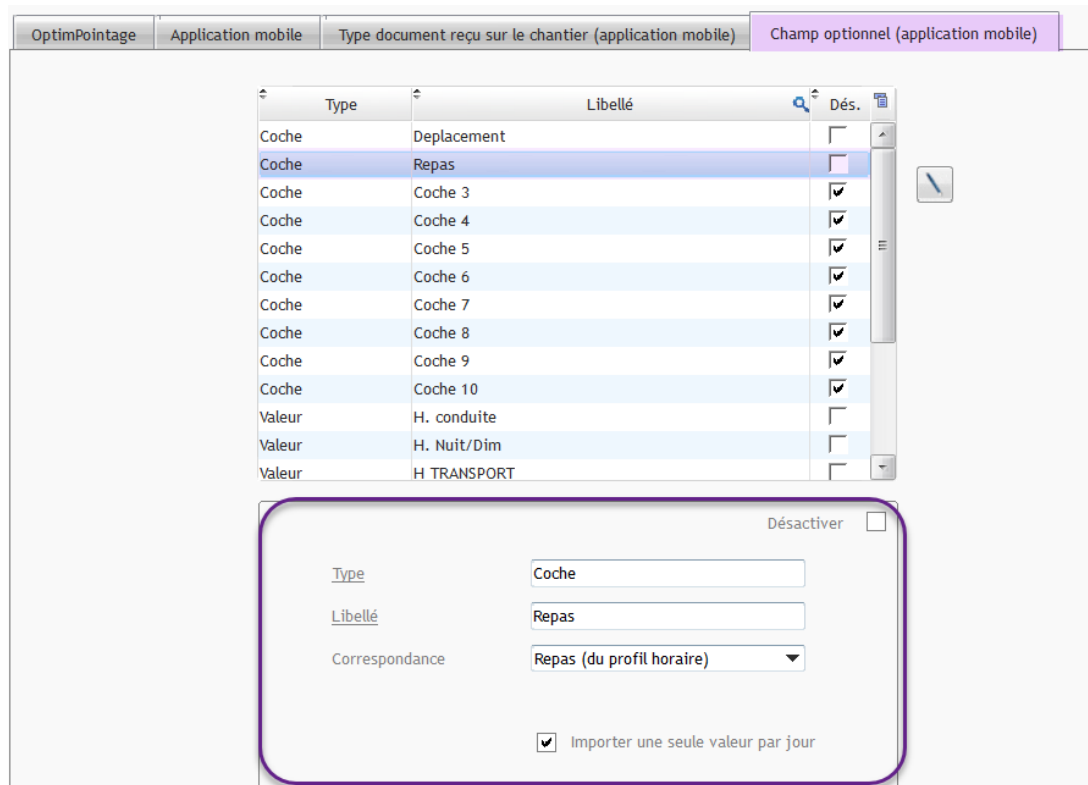 OptimPointage Application mobile Type document reçu sur le chantier (application mobile) Champ optionnel (application mobile)
Type Libellé Dés.
Coche Deplacement
Coche Repas
Coche Coche 3
Coche Coche 4
Coche Coche 5
Coche Coche 6
Coche Coche 7
Coche Coche 8
Coche Coche 9
Coche Coche 10
Valeur H. conduite
Valeur H. Nuit/Dim
Valeur H TRANSPORT
Désactiver
Type Coche
Libellé Repas
Correspondance Repas (du profil horaire)
Importer une seule valeur par jour